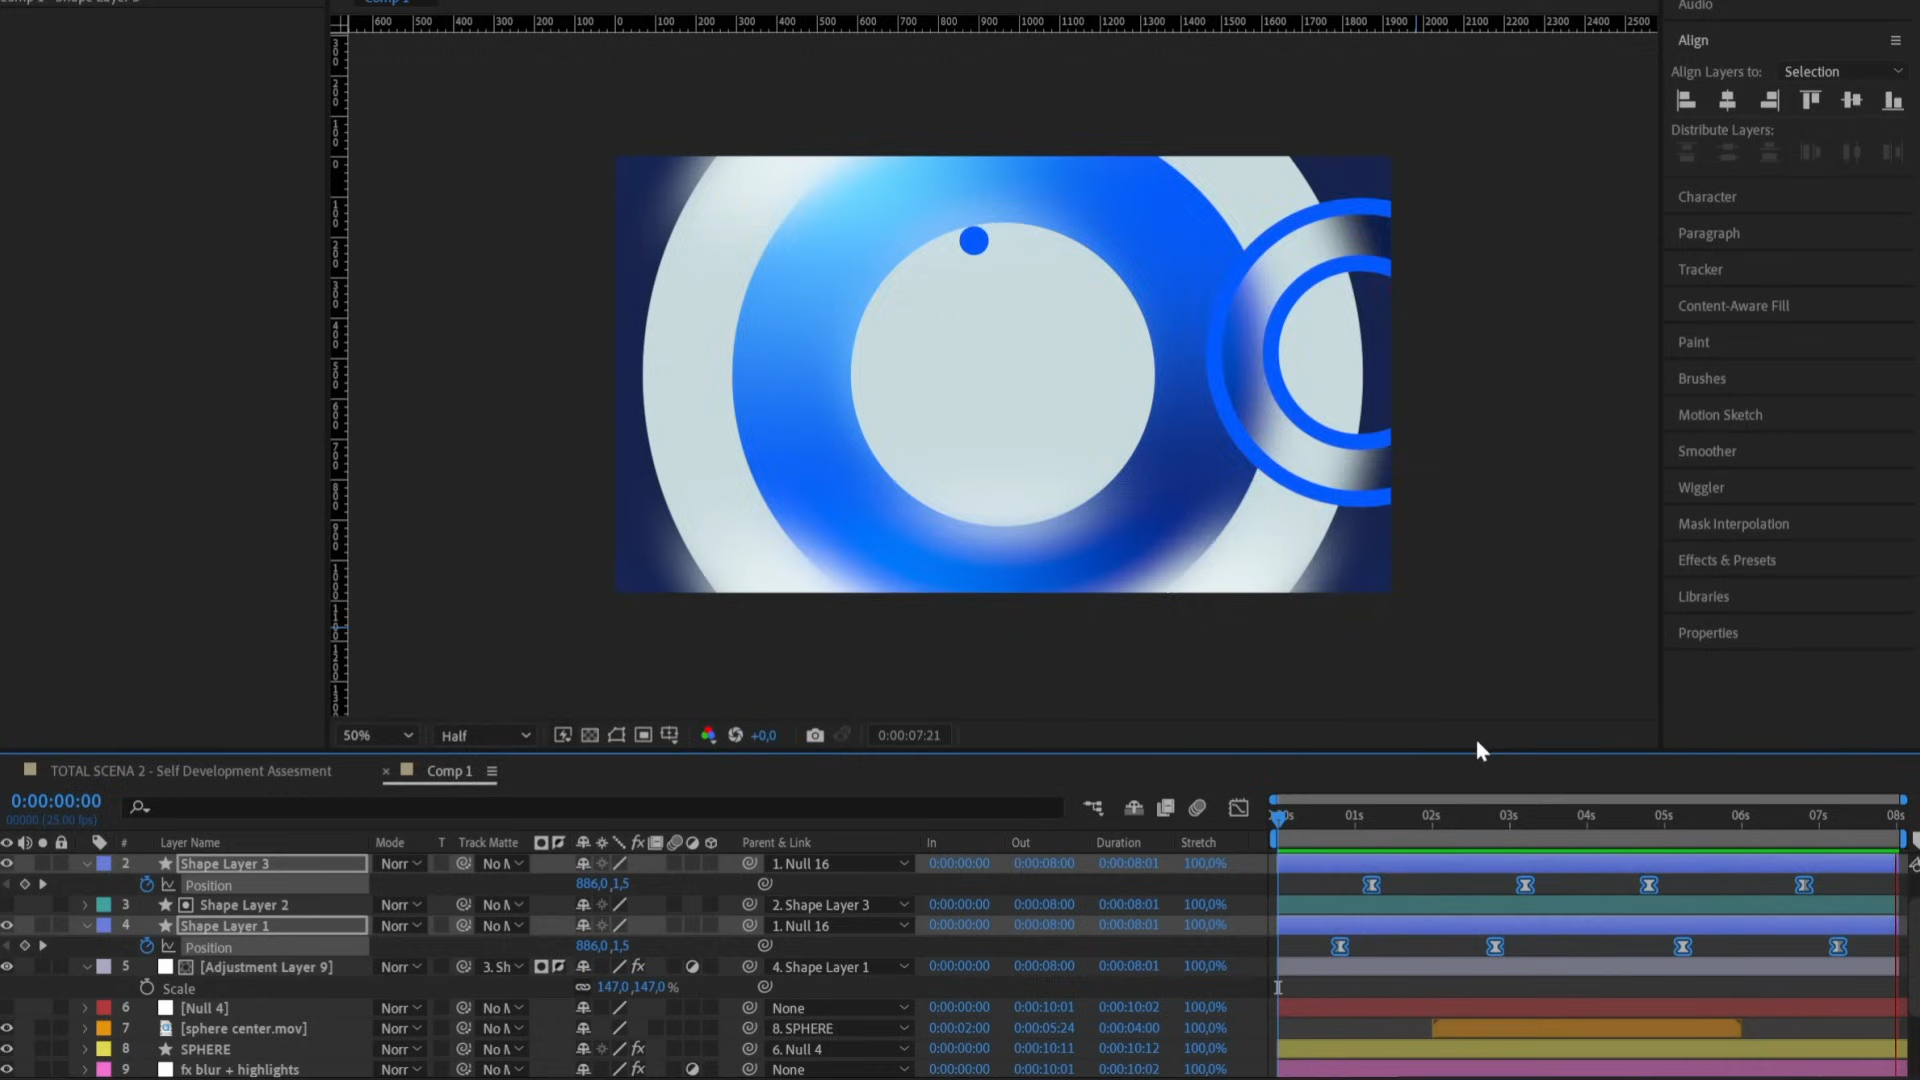 Comp 1
600 500 400 300 200 100 0 100 200 300 400 500 600 700 800 900 1000 1100 1200 1300 1400 1500 1600 1700 1800 1900 2000 2100 2200 2300 2400 2500
Audio
Align
Align Layers to: Selection
Distribute Layers:
Character
Paragraph
Tracker
Content-Aware Fill
Paint
Brushes
Motion Sketch
Smoother
Wiggler
Mask Interpolation
Effects & Presets
Libraries
Properties
50% Half +0,0 0:00:07:21
TOTAL SCENA 2 - Self Development Assesment × Comp 1
0:00:00:00
00000 (25.00 fps)
01s 02s 03s 04s 05s 06s 07s 08s
# Layer Name Mode T Track Matte fx Parent & Link In Out Duration Stretch
2 Shape Layer 3 Norr No M 1. Null 16 0:00:00:00 0:00:08:00 0:00:08:01 100,0%
Position 886,0 ,1,5
3 Shape Layer 2 Norr No M 2. Shape Layer 3 0:00:00:00 0:00:08:00 0:00:08:01 100,0%
4 Shape Layer 1 Norr No M 1. Null 16 0:00:00:00 0:00:08:00 0:00:08:01 100,0%
Position 886,0 ,1,5
5 [Adjustment Layer 9] Norr 3. Sh fx 4. Shape Layer 1 0:00:00:00 0:00:08:00 0:00:08:01 100,0%
Scale 147,0 ,147,0 %
6 [Null 4] Norr No M None 0:00:00:00 0:00:10:01 0:00:10:02 100,0%
7 [sphere center.mov] Norr No M 8. SPHERE 0:00:02:00 0:00:05:24 0:00:04:00 100,0%
8 SPHERE Norr No M fx 6. Null 4 0:00:00:00 0:00:10:11 0:00:10:12 100,0%
9 fx blur + highlights Norr No M fx None 0:00:00:00 0:00:10:01 0:00:10:02 100,0%